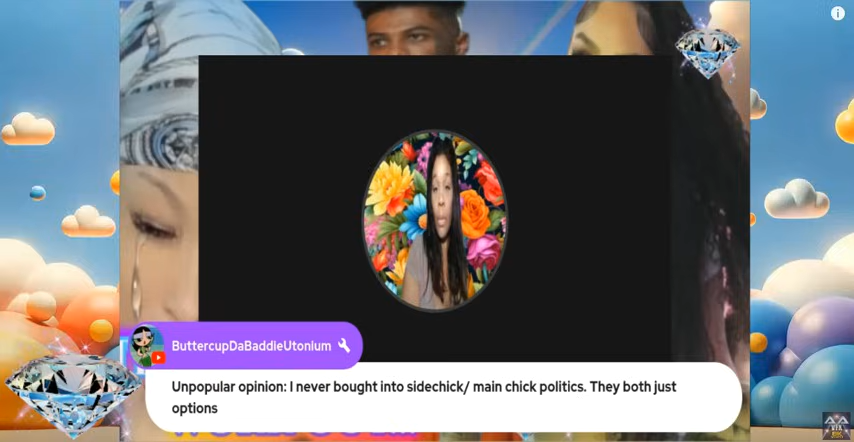 ButtercupDaBaddieUtonium
Unpopular opinion: I never bought into sidechick/ main chick politics. They both just
options